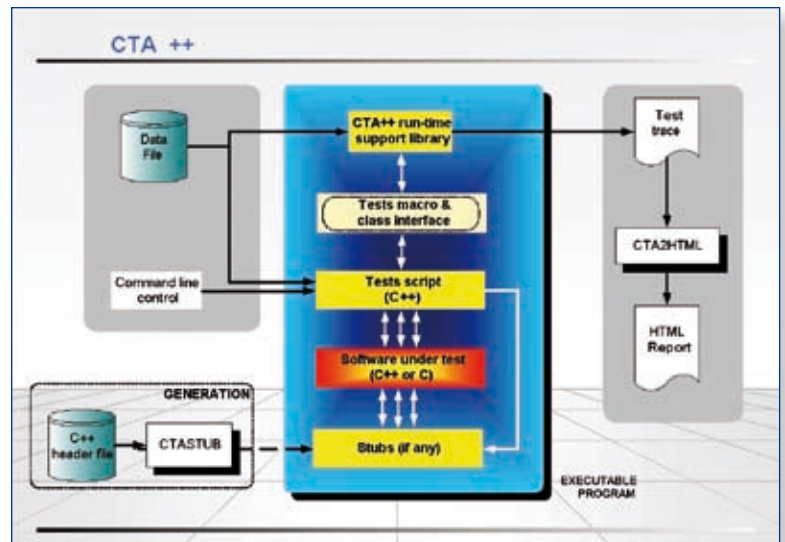 CTA ++
Data
File
Command line
control
CTA++ run-time
support library
Tests macro &
class interface
Tests script
(C++)
Software under test
(C++ or C)
Stubs (if any)
Test
trace
CTA2HTML
HTML
Report
GENERATION
C++
header file
CTASTUB
EXECUTABLE
PROGRAM